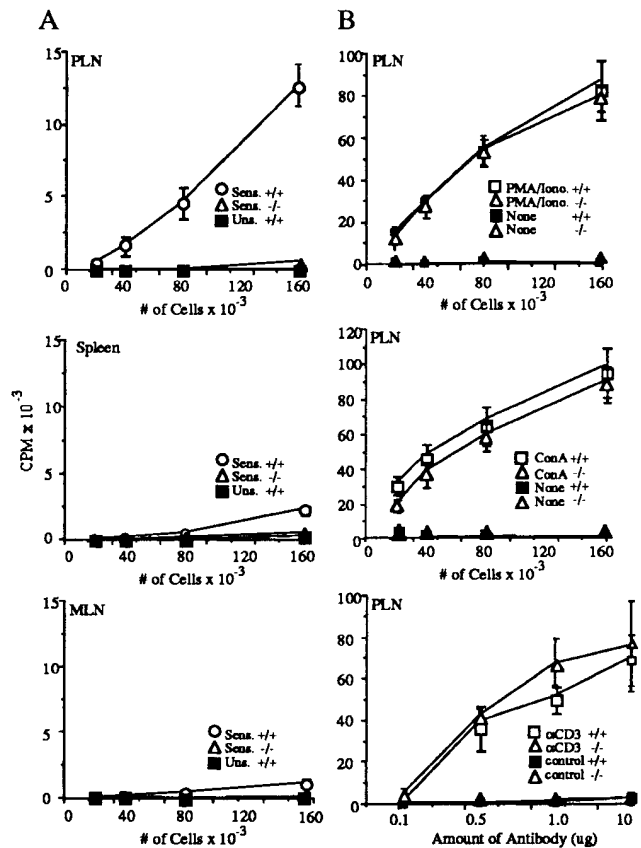 A
PLN
15
10
5
0
Sens. +/+
Sens. -/-
Uns. +/+
0
40
80
120
160
# of Cells x 10-3
Spleen
CPM x 10-3
15
10
5
0
Sens. +/+
Sens. -/-
Uns. +/+
0
40
80
120
160
# of Cells x 10-3
MLN
15
10
5
0
Sens. +/+
Sens. -/-
Uns. +/+
0
40
80
120
160
# of Cells x 10-3
B
PLN
100
80
60
40
20
0
PMA/Iono. +/+
PMA/Iono. -/-
None +/+
None -/-
0
40
80
120
160
# of Cells x 10-3
PLN
120
100
80
60
40
20
0
ConA +/+
ConA -/-
None +/+
None -/-
0
40
80
120
160
# of Cells x 10-3
PLN
100
80
60
40
20
0
αCD3 +/+
αCD3 -/-
control +/+
control -/-
0.1
0.5
1.0
10
Amount of Antibody (ug)